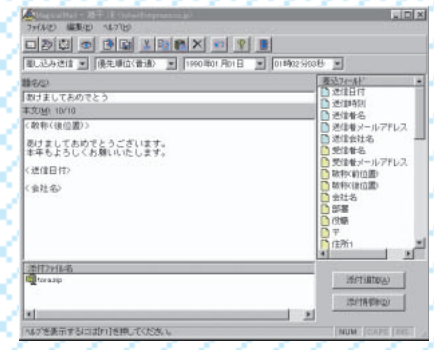 ファイル(F) 編集(E) ヘルプ(H)
差し込み送信 優先順位(普通) 1990年01月01日 01時02分00秒
題名(S)
あけましておめでとう
本文(M) 10/10
<敬称(後位置)>
あけましておめでとうございます。
本年もよろしくお願いいたします。
<送信日付>
<会社名>
差込フィールド
送信日付
送信時刻
送信者名
送信者メールアドレス
送信会社名
受信者名
受信者メールアドレス
敬称(前位置)
敬称(後位置)
会社名
部署
役職
〒
住所1
添付ファイル名
tora.zip
添付追加(A)
添付削除(D)
ヘルプを表示するには[F1]を押してください。
NUM CAPS INS